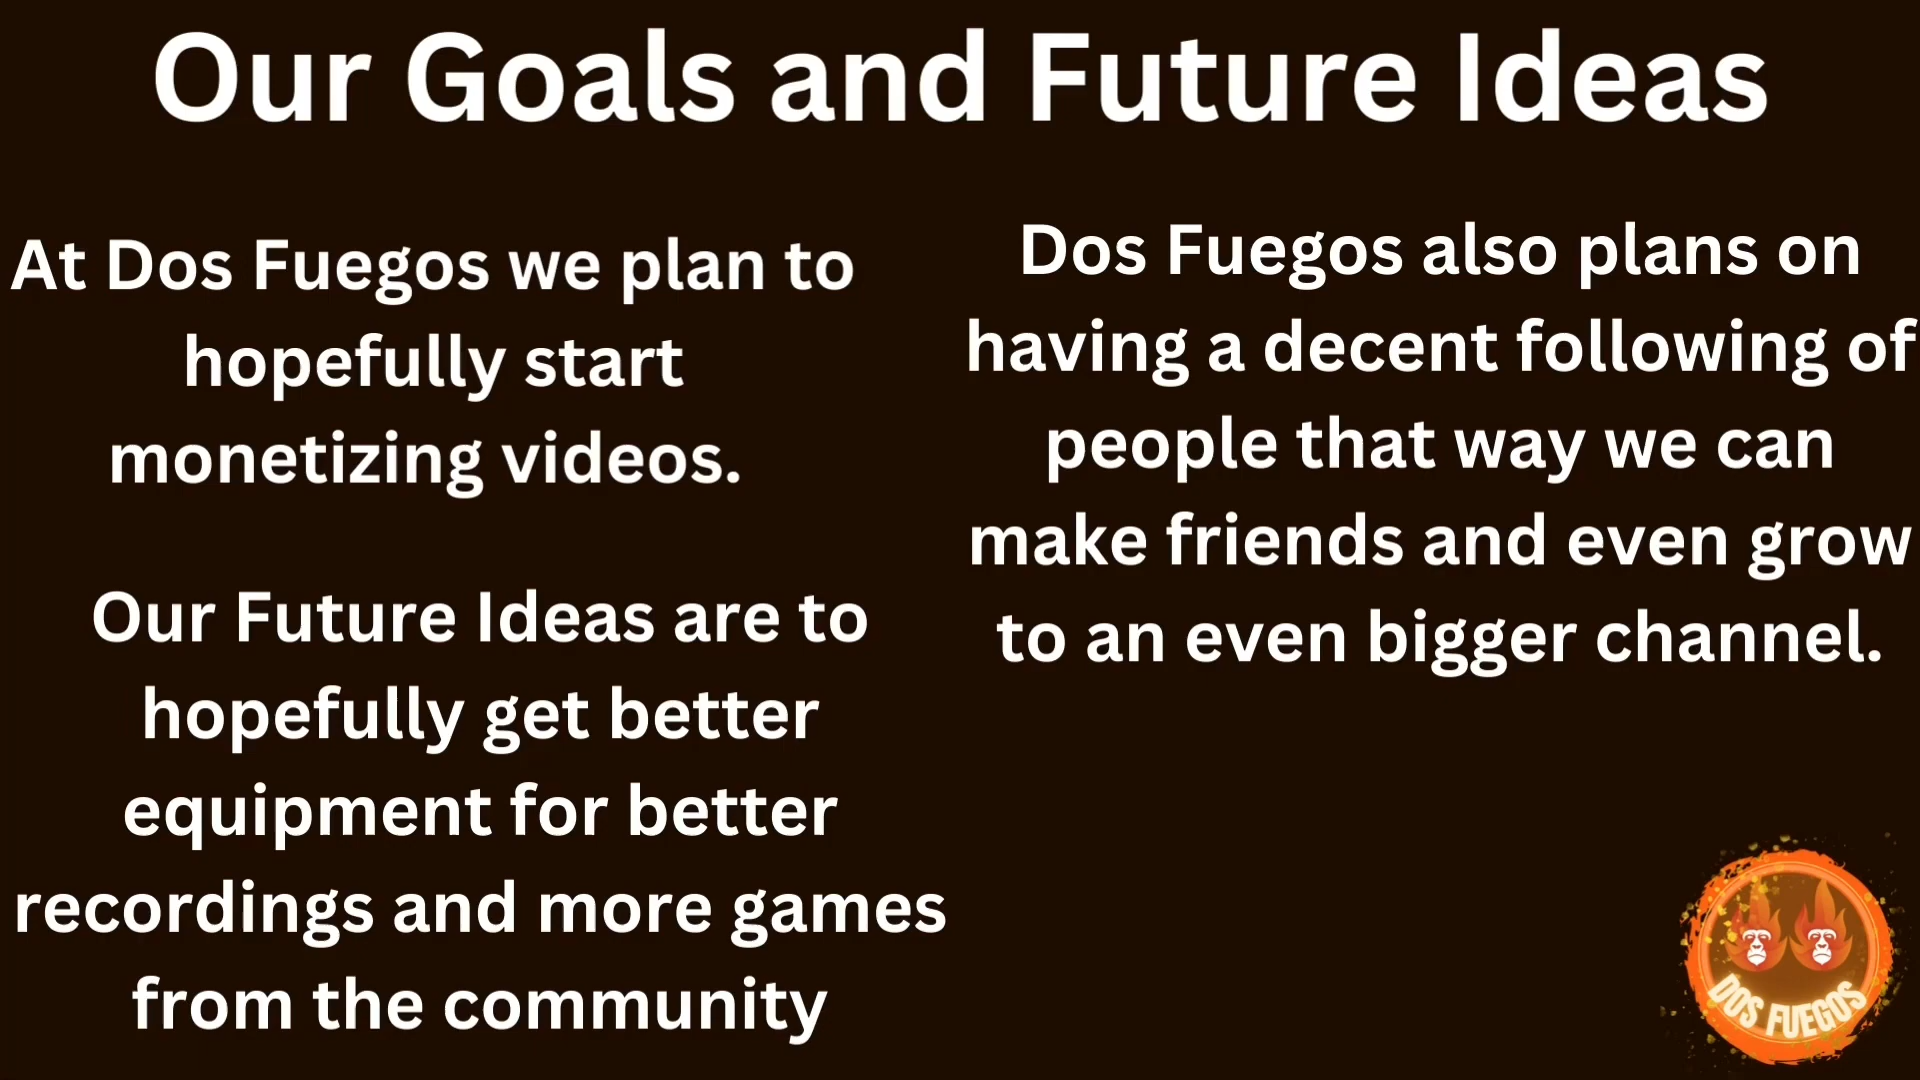 Our Goals and Future Ideas
At Dos Fuegos we plan to
hopefully start
monetizing videos.
Our Future Ideas are to
hopefully get better
equipment for better
recordings and more games
from the community
Dos Fuegos also plans on
having a decent following of
people that way we can
make friends and even grow
to an even bigger channel.
DOS FUEGOS